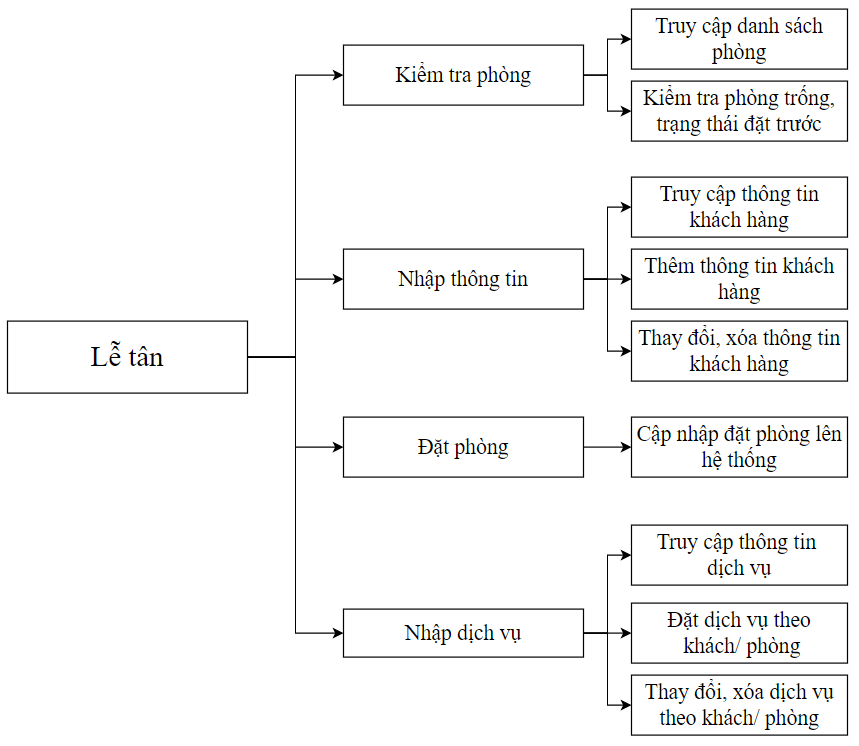 Lễ tân
Kiểm tra phòng
Truy cập danh sách
phòng
Kiểm tra phòng trống,
trạng thái đặt trước
Nhập thông tin
Truy cập thông tin
khách hàng
Thêm thông tin khách
hàng
Thay đổi, xóa thông tin
khách hàng
Đặt phòng
Cập nhập đặt phòng lên
hệ thống
Nhập dịch vụ
Truy cập thông tin
dịch vụ
Đặt dịch vụ theo
khách/ phòng
Thay đổi, xóa dịch vụ
theo khách/ phòng